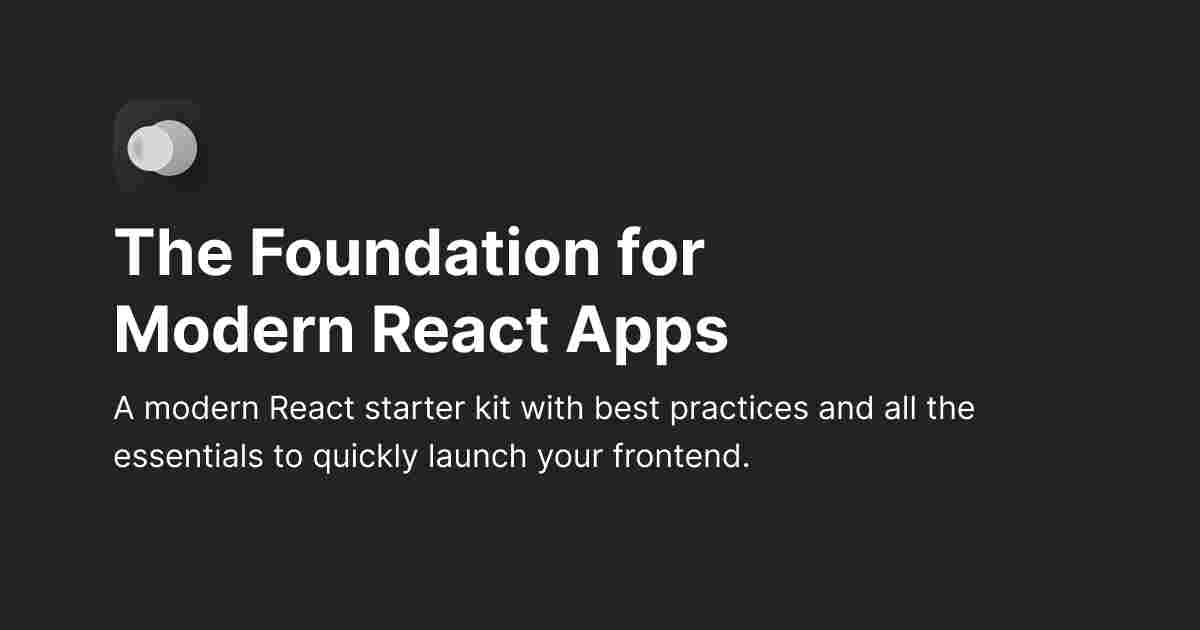 The Foundation for
Modern React Apps
A modern React starter kit with best practices and all the
essentials to quickly launch your frontend.